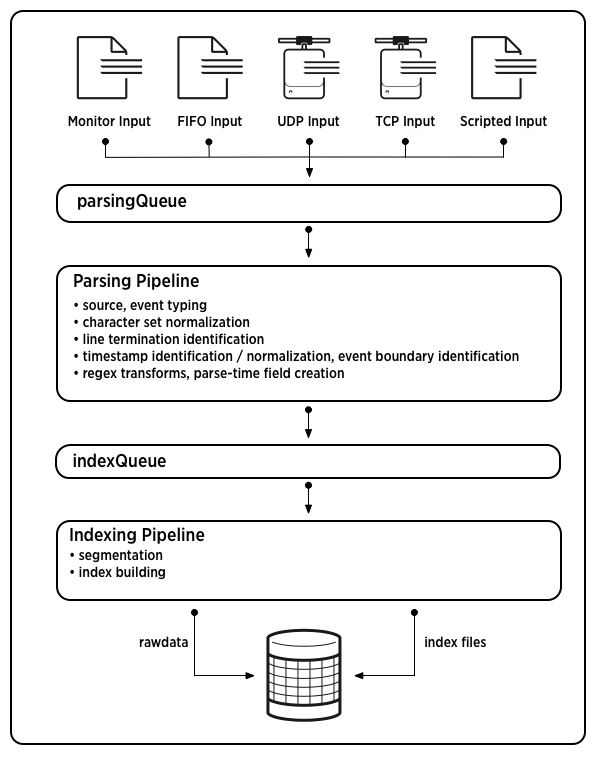 Monitor Input
FIFO Input
UDP Input
TCP Input
Scripted Input
parsingQueue
Parsing Pipeline
• source, event typing
• character set normalization
• line termination identification
• timestamp identification / normalization, event boundary identification
• regex transforms, parse-time field creation
indexQueue
Indexing Pipeline
• segmentation
• index building
rawdata
index files